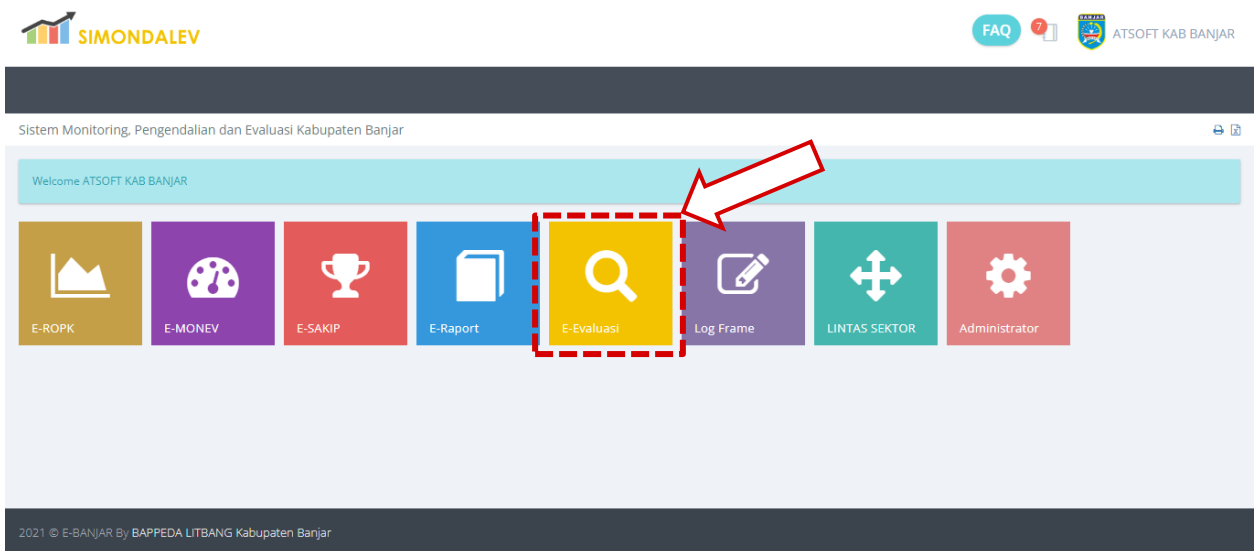 SIMONDALEV
FAQ
7
BANJAR
ATSOFT KAB BANJAR
Sistem Monitoring, Pengendalian dan Evaluasi Kabupaten Banjar
Welcome ATSOFT KAB BANJAR
E-ROPK
E-MONEV
E-SAKIP
E-Raport
E-Evaluasi
Log Frame
LINTAS SEKTOR
Administrator
2021 © E-BANJAR By BAPPEDA LITBANG Kabupaten Banjar